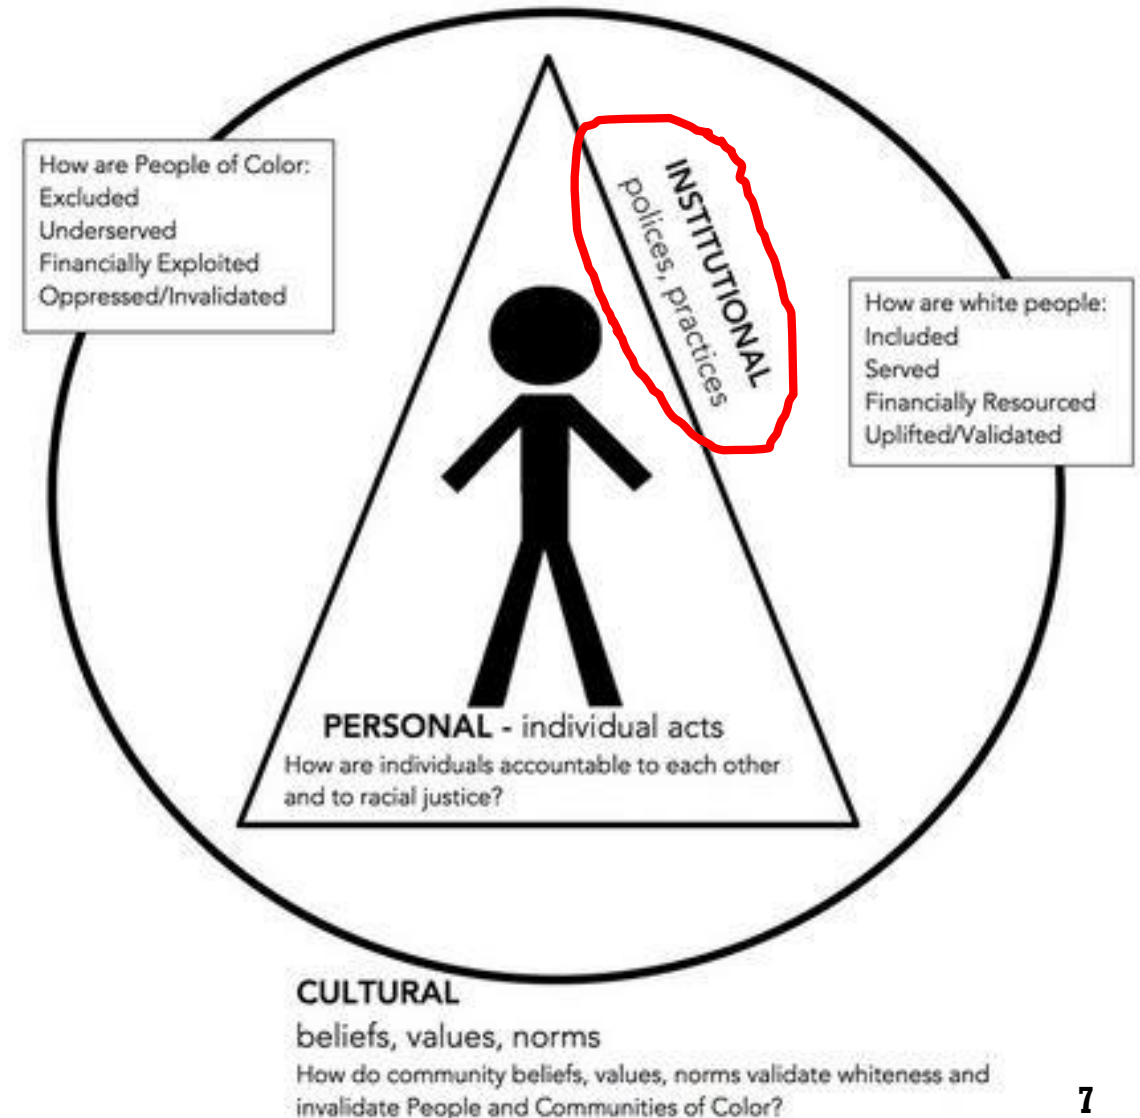 How are People of Color:
Excluded
Underserved
Financially Exploited
Oppressed/Invalidated
INSTITUTIONAL
polices, practices
How are white people:
Included
Served
Financially Resourced
Uplifted/Validated
PERSONAL - individual acts
How are individuals accountable to each other
and to racial justice?
CULTURAL
beliefs, values, norms
How do community beliefs, values, norms validate whiteness and
invalidate People and Communities of Color?
7